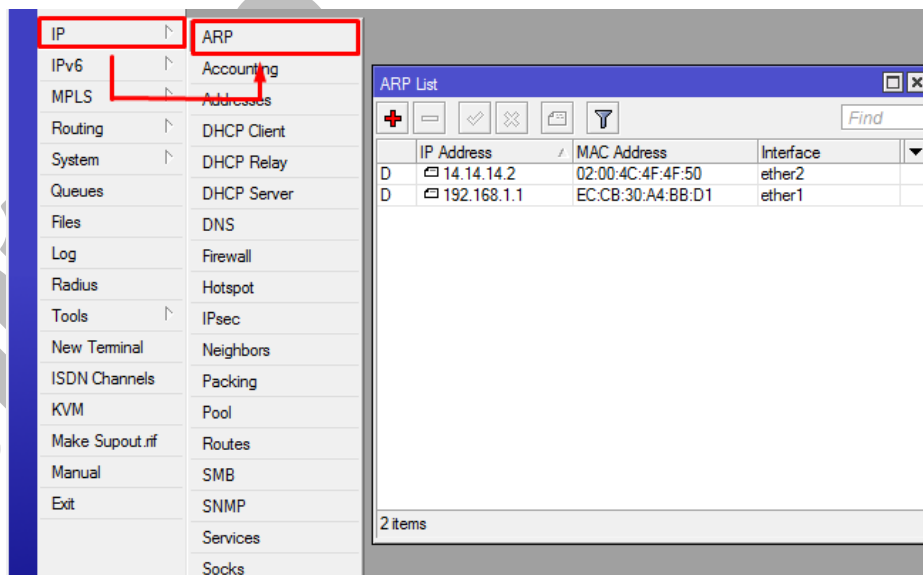 IP
IPv6
MPLS
Routing
System
Queues
Files
Log
Radius
Tools
New Terminal
ISDN Channels
KVM
Make Supout.rif
Manual
Exit
ARP
Accounting
Addresses
DHCP Client
DHCP Relay
DHCP Server
DNS
Firewall
Hotspot
IPsec
Neighbors
Packing
Pool
Routes
SMB
SNMP
Services
Socks
ARP List
Find
IP Address MAC Address Interface
D 14.14.14.2 02:00:4C:4F:4F:50 ether2
D 192.168.1.1 EC:CB:30:A4:BB:D1 ether1
2 items